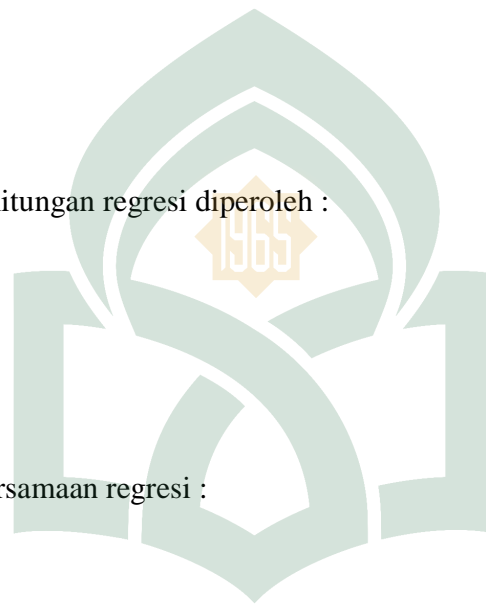 itungan regresi diperoleh :
1965
rsamaan regresi :